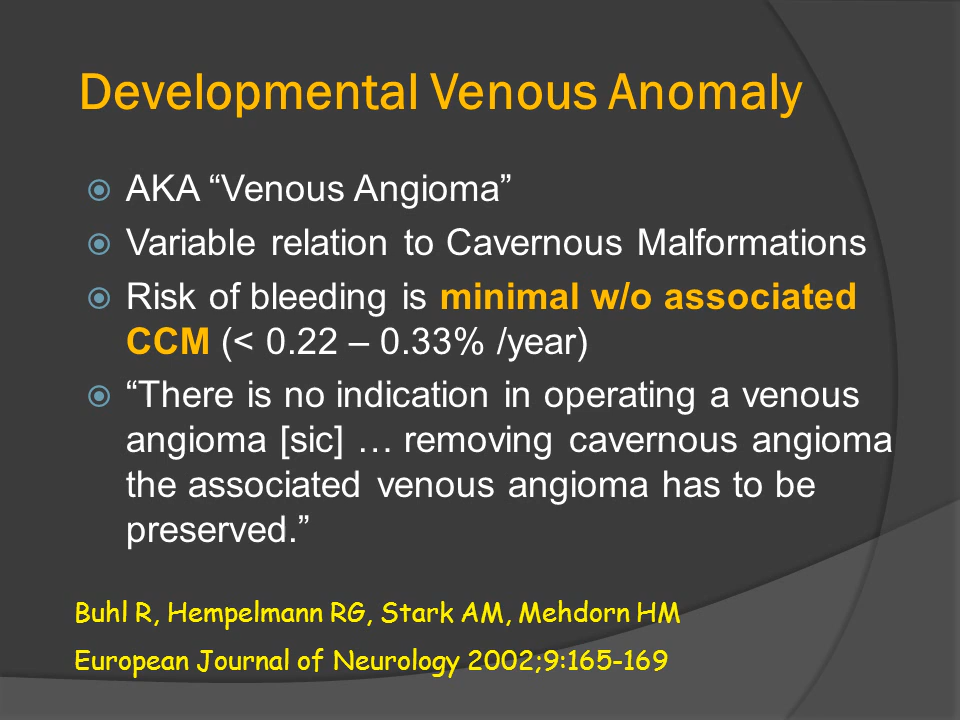 Developmental Venous Anomaly
AKA “Venous Angioma”
Variable relation to Cavernous Malformations
Risk of bleeding is minimal w/o associated
CCM (< 0.22 – 0.33% /year)
“There is no indication in operating a venous
angioma [sic] … removing cavernous angioma
the associated venous angioma has to be
preserved.”
Buhl R, Hempelmann RG, Stark AM, Mehdorn HM
European Journal of Neurology 2002;9:165-169